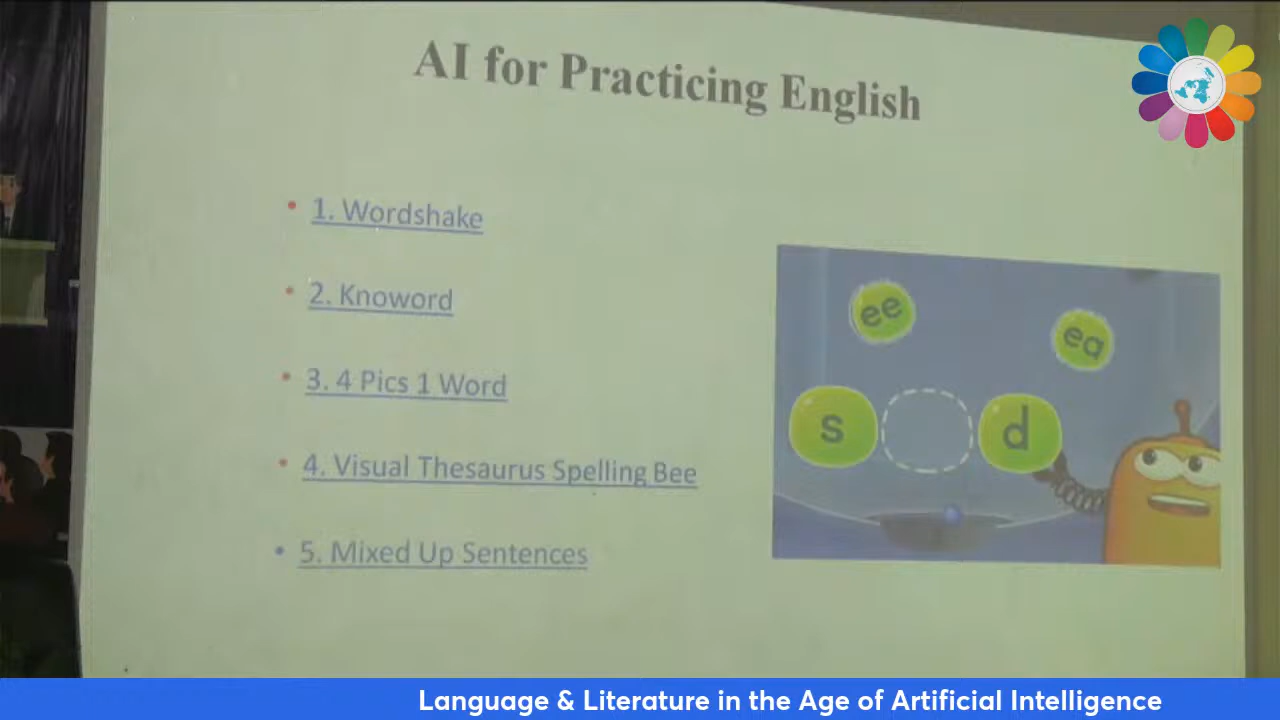 AI for Practicing English
1. Wordshake
2. Knoword
3. 4 Pics 1 Word
4. Visual Thesaurus Spelling Bee
5. Mixed Up Sentences
ee
ea
s
d
Language & Literature in the Age of Artificial Intelligence